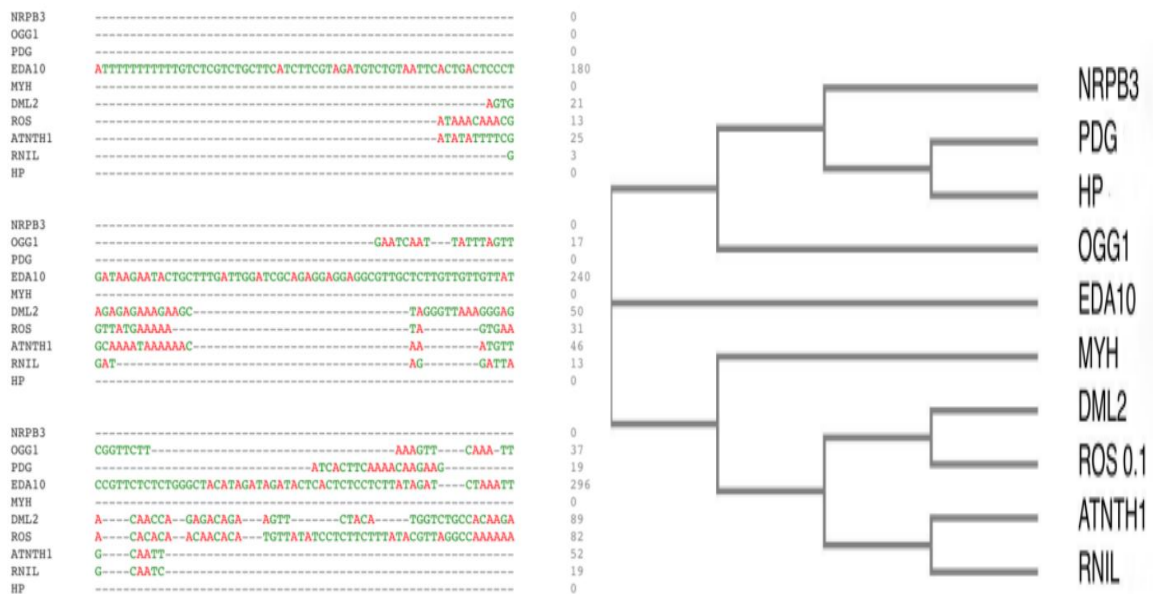 NRPB3 ------------------------------------------------------------ 0
OGG1 ------------------------------------------------------------ 0
PDG ------------------------------------------------------------ 0
EDA10 ATTTTTTTTTTTGTCTCGTCTGCTTCATCTTCGTAGATGTCTGTAATTCACTGACTCCCT 180
MYH ------------------------------------------------------------ 0
DML2 --------------------------------------------------------AGTG 21
ROS -------------------------------------------------ATAAACAAACG 13
ATNTH1 -------------------------------------------------ATATATTTTCG 25
RNIL -----------------------------------------------------------G 3
HP ------------------------------------------------------------ 0
NRPB3 ------------------------------------------------------------ 0
OGG1 ----------------------------------------GAATCAAT---TATTTAGTT 17
PDG ------------------------------------------------------------ 0
EDA10 GATAAGAATACTGCTTTGATTGGATCGCAGAGGAGGAGGCGTTGCTCTTGTTGTTGTTAT 240
MYH ------------------------------------------------------------ 0
DML2 AGAGAGAAAGAAGC-------------------------------TAGGGTTAAAGGGAG 50
ROS GTTATGAAAAA----------------------------------TA--------GTGAA 31
ATNTH1 GCAAAATAAAAAAC-------------------------------AA--------ATGTT 46
RNIL GAT------------------------------------------AG--------GATTA 13
HP ------------------------------------------------------------ 0
NRPB3 ------------------------------------------------------------ 0
OGG1 CGGTTCTT-----------------------------------AAAGTT----CAAA-TT 37
PDG -------------------------------ATCACTTCAAAACAAGAAG---------- 19
EDA10 CCGTTCTCTCTGGGCTACATAGATAGATACTCACTCTCCTCTTATAGAT----CTAAATT 296
MYH ------------------------------------------------------------ 0
DML2 A----CAACCA--GAGACAGA---AGTT-------CTACA-----TGGTCTGCCACAAGA 89
ROS A----CACACA--ACAACACA---TGTTATATCCTCTTCTTTATACGTTAGGCCAAAAAA 82
ATNTH1 G----CAATT-------------------------------------------------- 52
RNIL G----CAATC-------------------------------------------------- 19
HP ------------------------------------------------------------ 0
NRPB3
PDG
HP
OGG1
EDA10
MYH
DML2
ROS 0.1
ATNTH1
RNIL